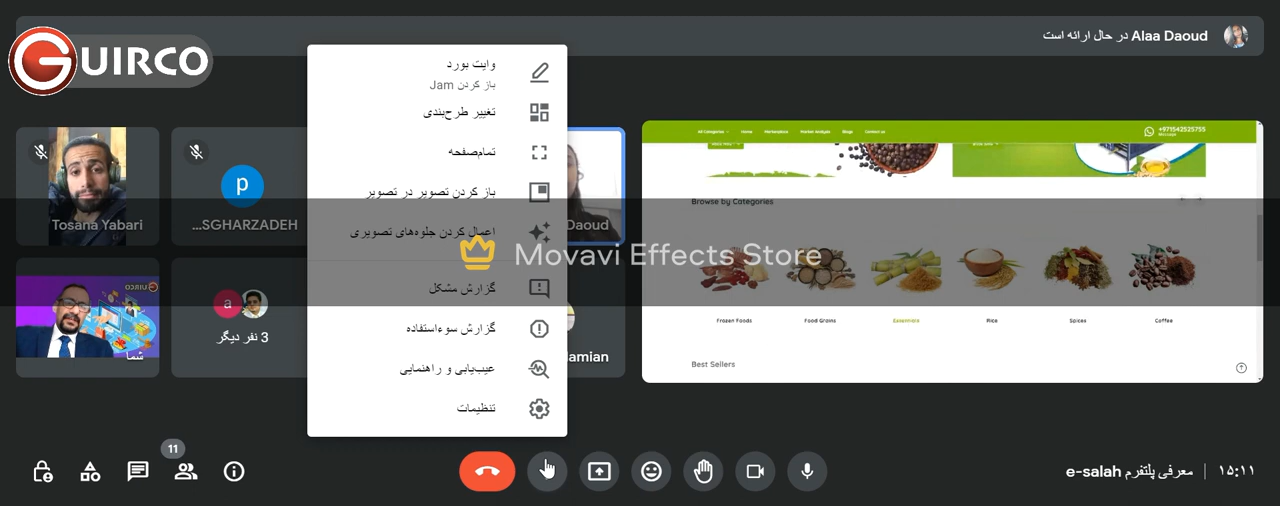 Alaa Daoud در حال ارائه است
GUIRCO
وایت بورد
باز کردن Jam
تغییر طرح‌بندی
تمام‌صفحه
باز کردن تصویر در تصویر
اعمال کردن جلوه‌های تصویری
گزارش مشکل
گزارش سوءاستفاده
عیب‌یابی و راهنمایی
تنظیمات
Tosana Yabari
p
...SGHARZADEH
Daoud
GUIRCO
شما
a
3 نفر دیگر
amian
All Categories
Home
Marketplace
Market Analysis
Blogs
Contact us
+971542525755
Browse by Categories
Movavi Effects Store
Frozen Foods
Food Grains
Essentials
Rice
Spices
Coffee
Best Sellers
11
معرفی پلتفرم e-salah
۱۵:۱۱